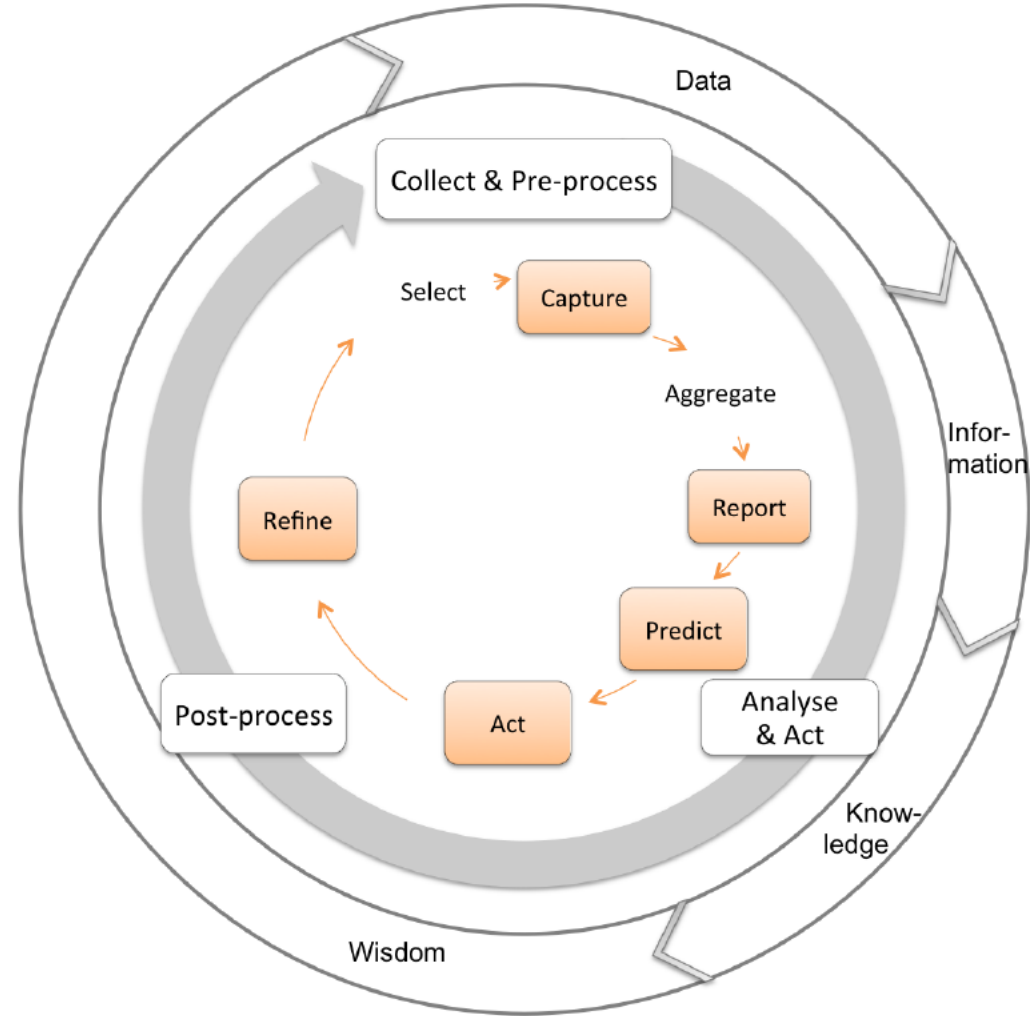 Data
Collect & Pre-process
Select
Capture
Aggregate
Infor-
mation
Report
Refine
Predict
Post-process
Act
Analyse
& Act
Know-
ledge
Wisdom